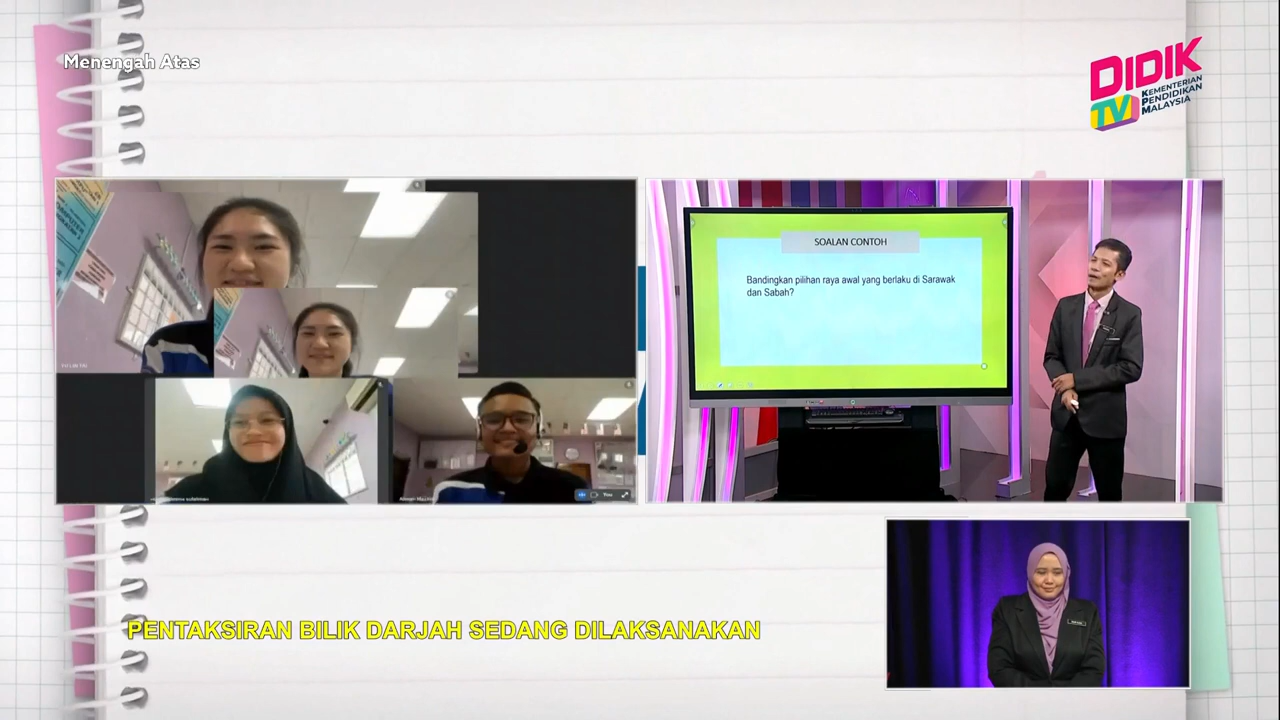 Menengah Atas
DIDIK
TV
KEMENTERIAN
PENDIDIKAN
MALAYSIA
SOALAN CONTOH
Bandingkan pilihan raya awal yang berlaku di Sarawak
dan Sabah?
You
PENTAKSIRAN BILIK DARJAH SEDANG DILAKSANAKAN